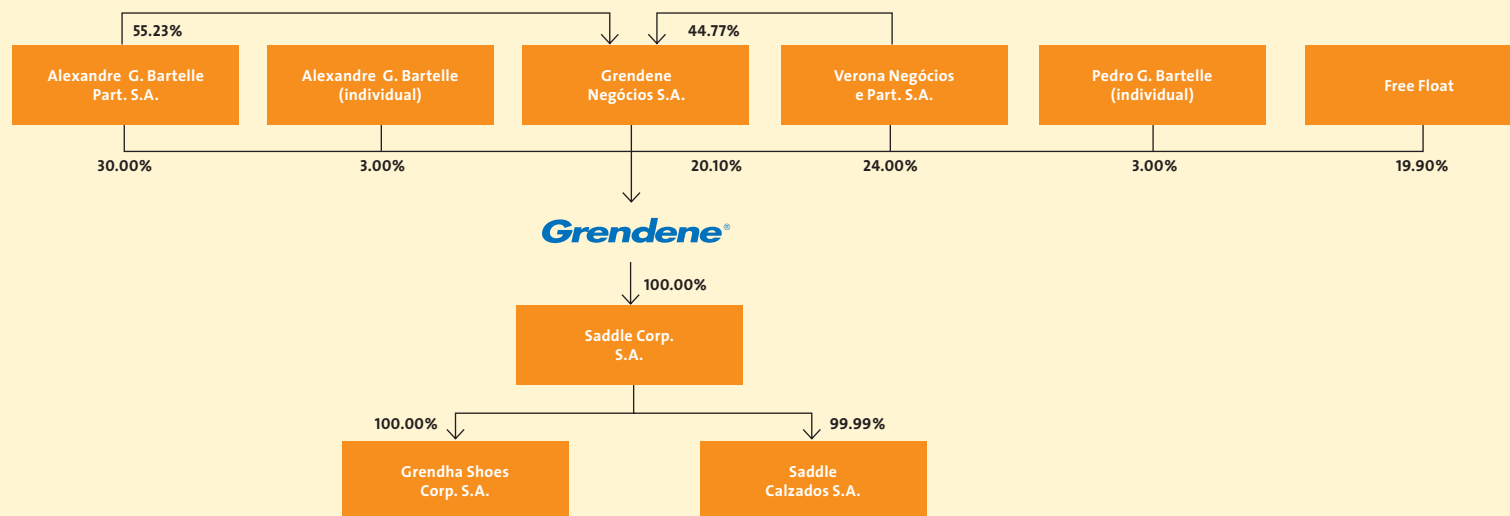 55.23%
44.77%
Alexandre G. Bartelle
Part. S.A.
Alexandre G. Bartelle
(individual)
Grendene
Negócios S.A.
Verona Negócios
e Part. S.A.
Pedro G. Bartelle
(individual)
Free Float
30.00%
3.00%
20.10%
24.00%
3.00%
19.90%
Grendene®
100.00%
Saddle Corp.
S.A.
100.00%
99.99%
Grendha Shoes
Corp. S.A.
Saddle
Calzados S.A.